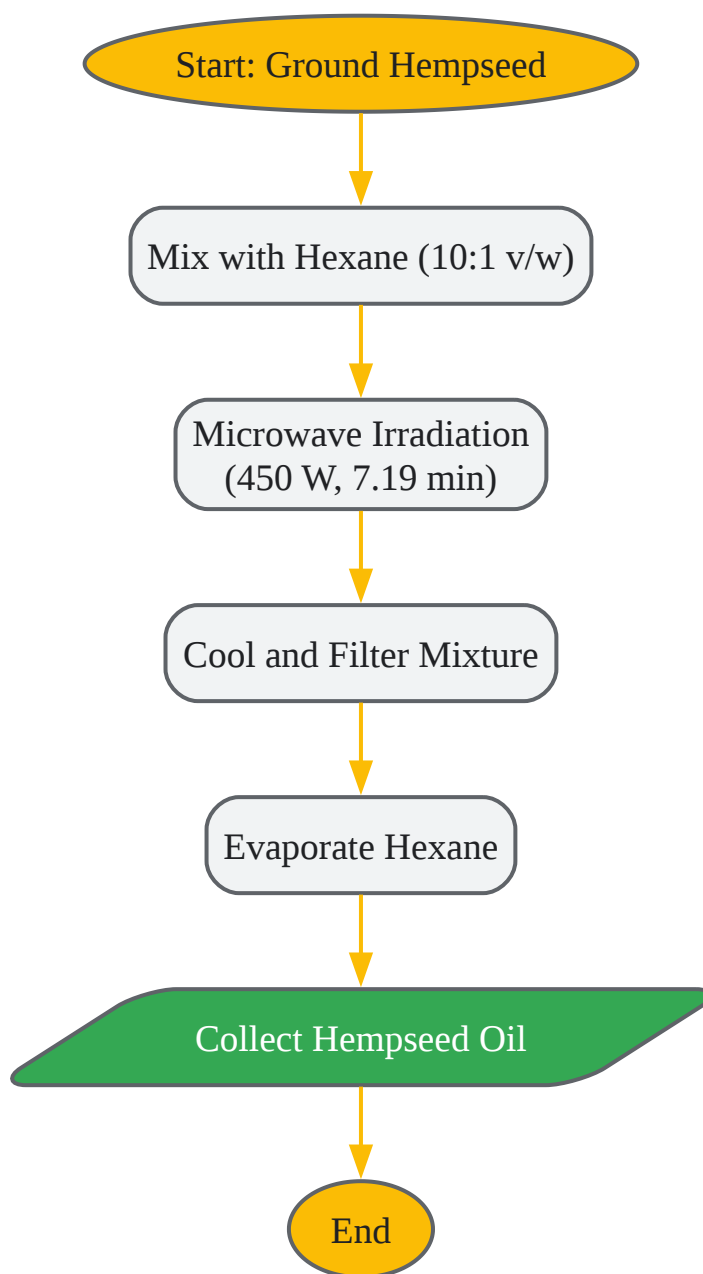 Start: Ground Hempseed
Mix with Hexane (10:1 v/w)
Microwave Irradiation
(450 W, 7.19 min)
Cool and Filter Mixture
Evaporate Hexane
Collect Hempseed Oil
End